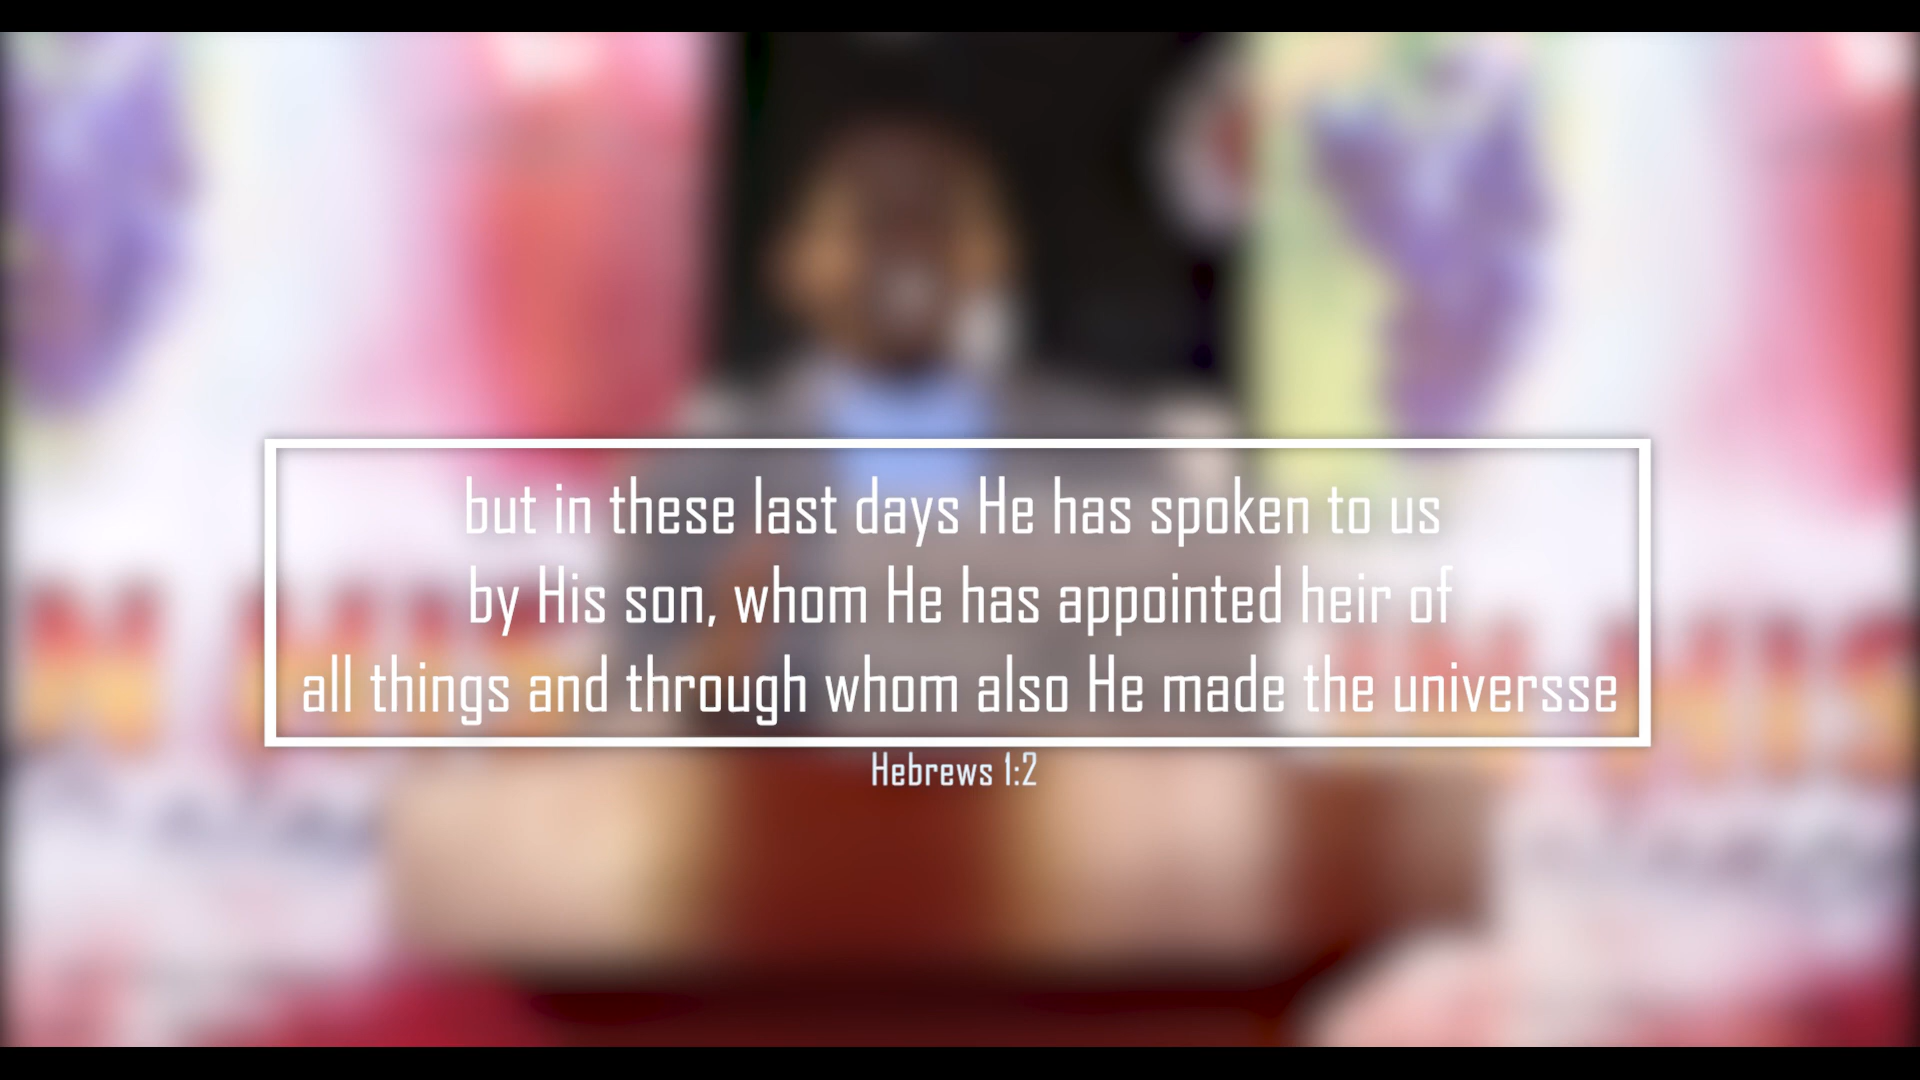 but in these last days He has spoken to us
by His son, whom He has appointed heir of
all things and through whom also He made the universse
Hebrews 1:2